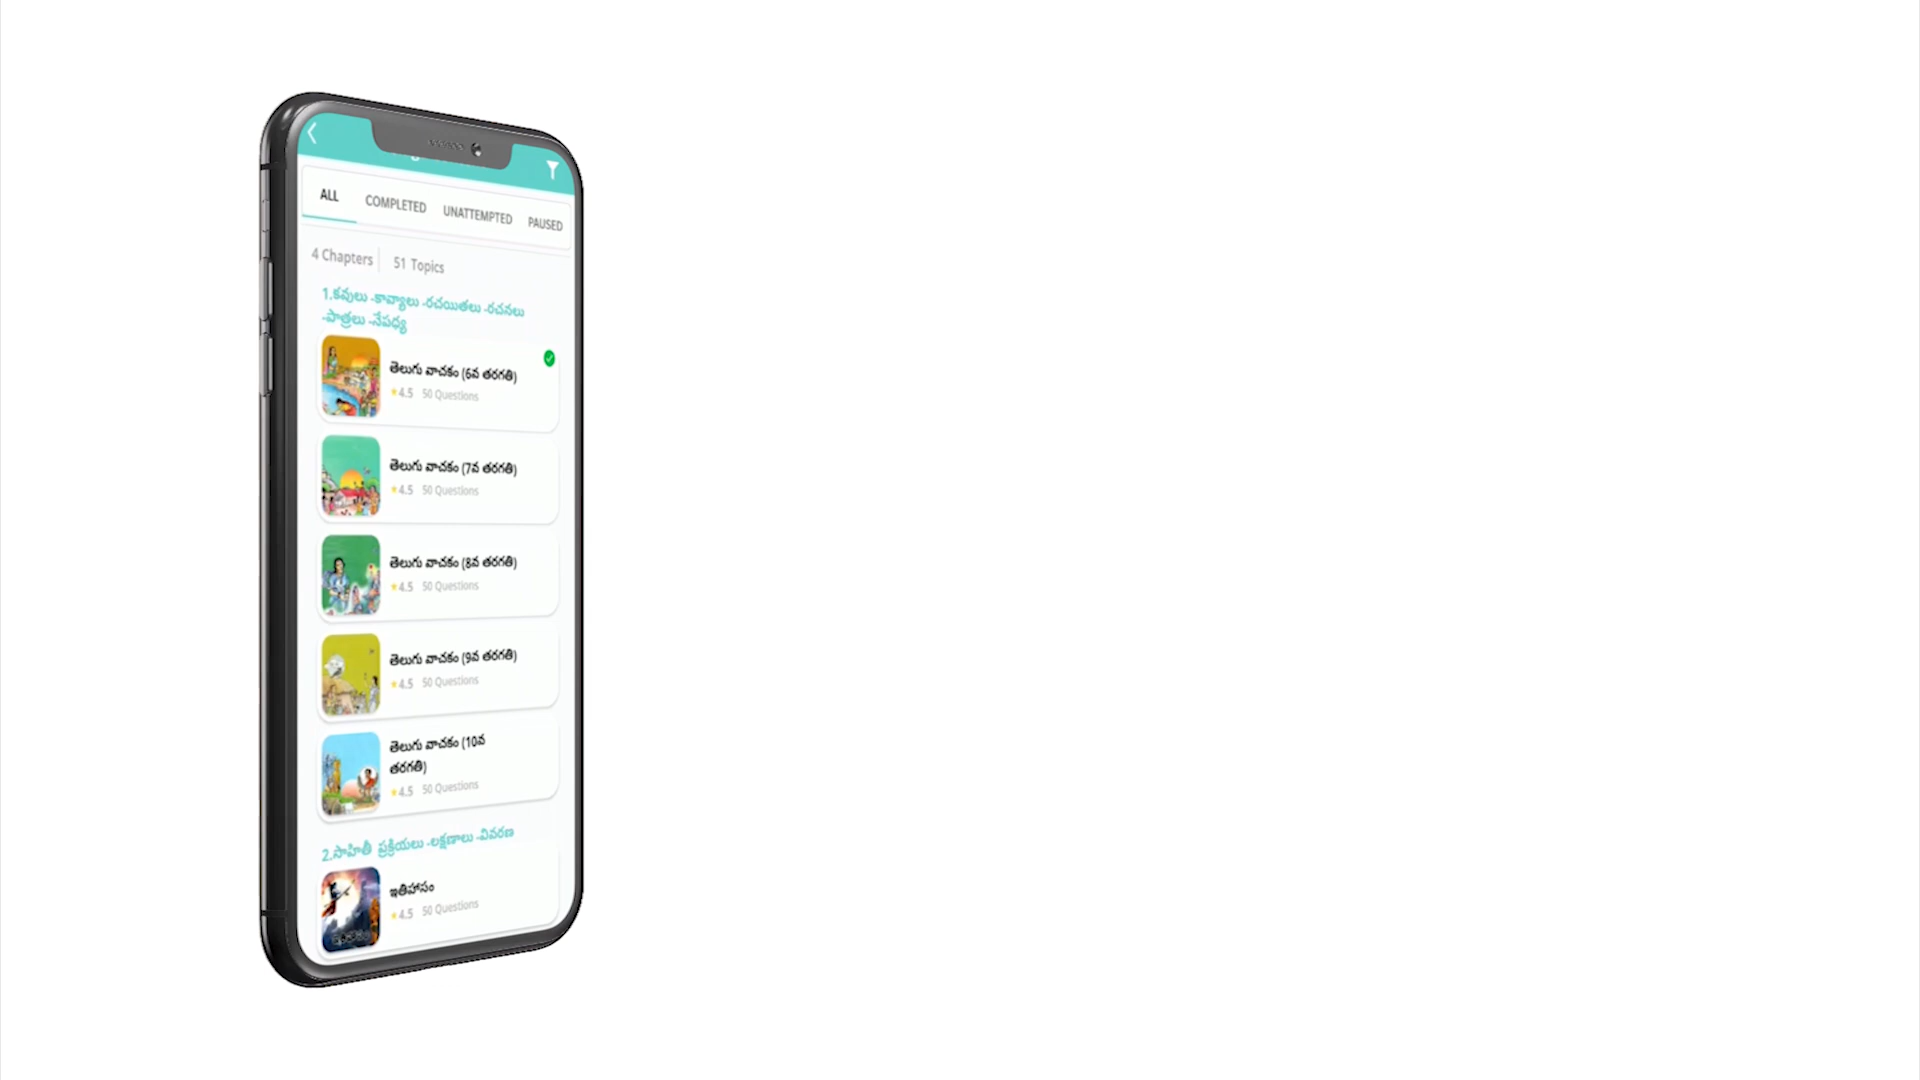 ALL COMPLETED UNATTEMPTED PAUSED
4 Chapters 51 Topics
1.కవులు -కావ్యాలు -రచయితలు -రచనలు
-పాత్రలు -నేపధ్య
తెలుగు వాచకం (6వ తరగతి)
4.5 50 Questions
తెలుగు వాచకం (7వ తరగతి)
4.5 50 Questions
తెలుగు వాచకం (8వ తరగతి)
4.5 50 Questions
తెలుగు వాచకం (9వ తరగతి)
4.5 50 Questions
తెలుగు వాచకం (10వ
తరగతి)
4.5 50 Questions
2.సాహితీ ప్రక్రియలు -లక్షణాలు -వివరణ
ఇతిహాసం
4.5 50 Questions